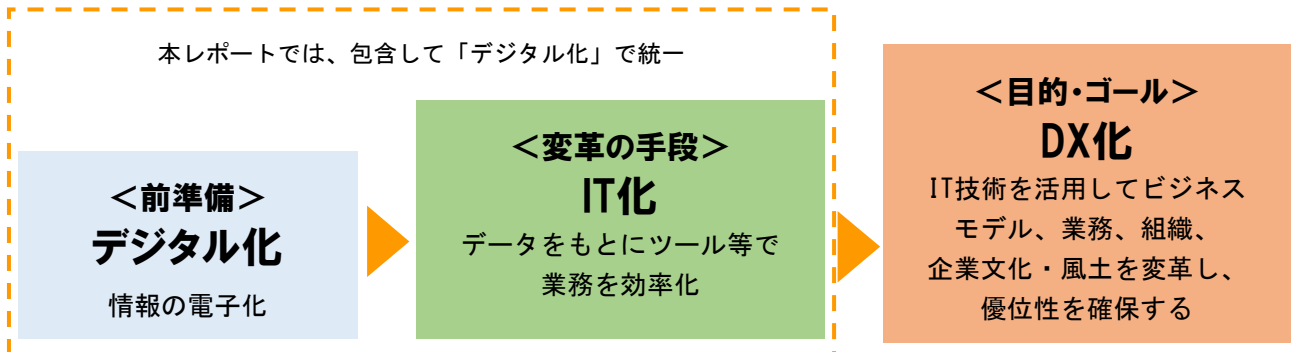 本レポートでは、包含して「デジタル化」で統一
＜前準備＞
デジタル化
情報の電子化
＜変革の手段＞
IT化
データをもとにツール等で
業務を効率化
＜目的・ゴール＞
DX化
IT技術を活用してビジネス
モデル、業務、組織、
企業文化・風土を変革し、
優位性を確保する